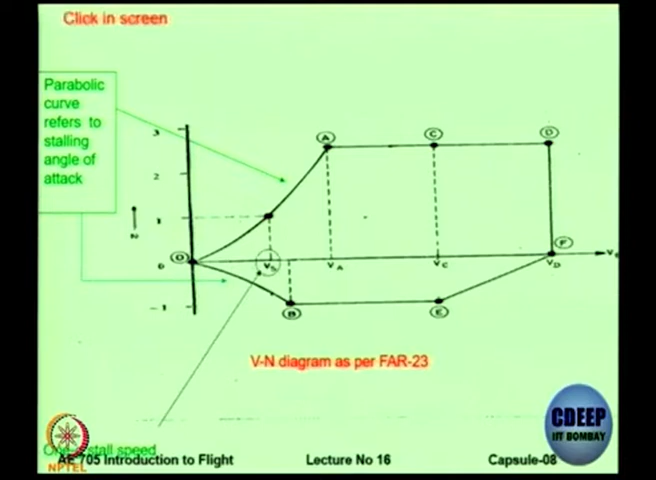 Click in screen
Parabolic
curve
refers to
stalling
angle of
attack
3
2
1
0
-1
N
O
A
C
D
F
B
E
V_S
V_A
V_C
V_D
V-N diagram as per FAR-23
stall speed
NPTEL
AE 705 Introduction to Flight
Lecture No 16
Capsule-08
CDEEP
IIT BOMBAY